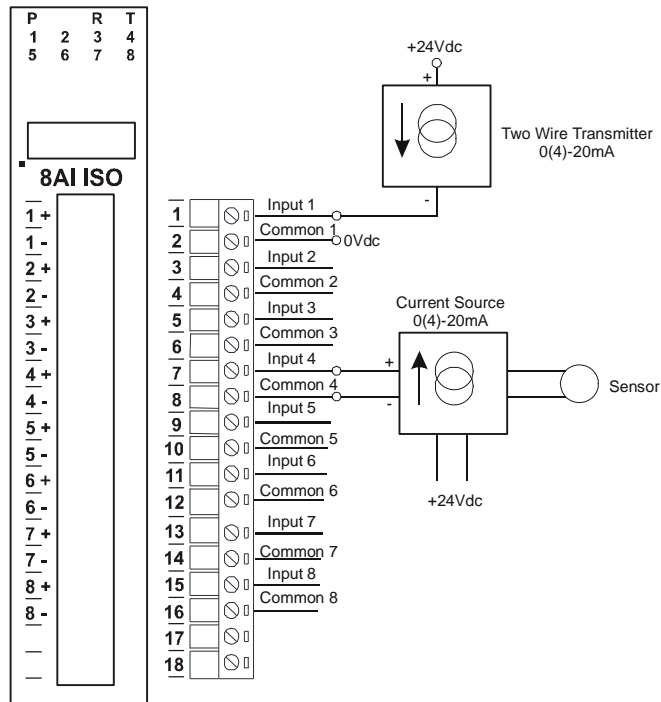 P R T
1 2 3 4
5 6 7 8
8AI ISO
1 +
1 -
2 +
2 -
3 +
3 -
4 +
4 -
5 +
5 -
6 +
6 -
7 +
7 -
8 +
8 -
1 Input 1
2 Common 1
0Vdc
3 Input 2
4 Common 2
5 Input 3
6 Common 3
7 Input 4
8 Common 4
9 Input 5
10 Common 5
11 Input 6
12 Common 6
13 Input 7
14 Common 7
15 Input 8
16 Common 8
17
18
+24Vdc
+
-
Two Wire Transmitter
0(4)-20mA
Current Source
0(4)-20mA
+
-
Sensor
+24Vdc